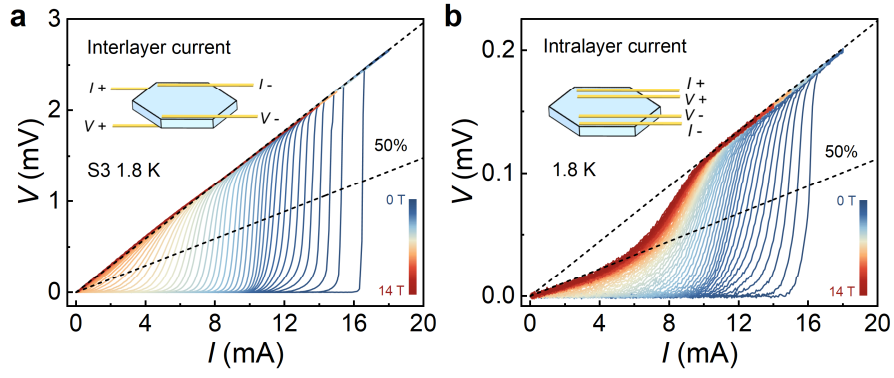 a
Interlayer current
I +
I -
V +
V -
S3 1.8 K
50%
0 T
14 T
V (mV)
3
2
1
0
0 4 8 12 16 20
I (mA)
b
Intralayer current
I +
V +
V -
I -
1.8 K
50%
0 T
14 T
V (mV)
0.2
0.1
0.0
0 4 8 12 16 20
I (mA)